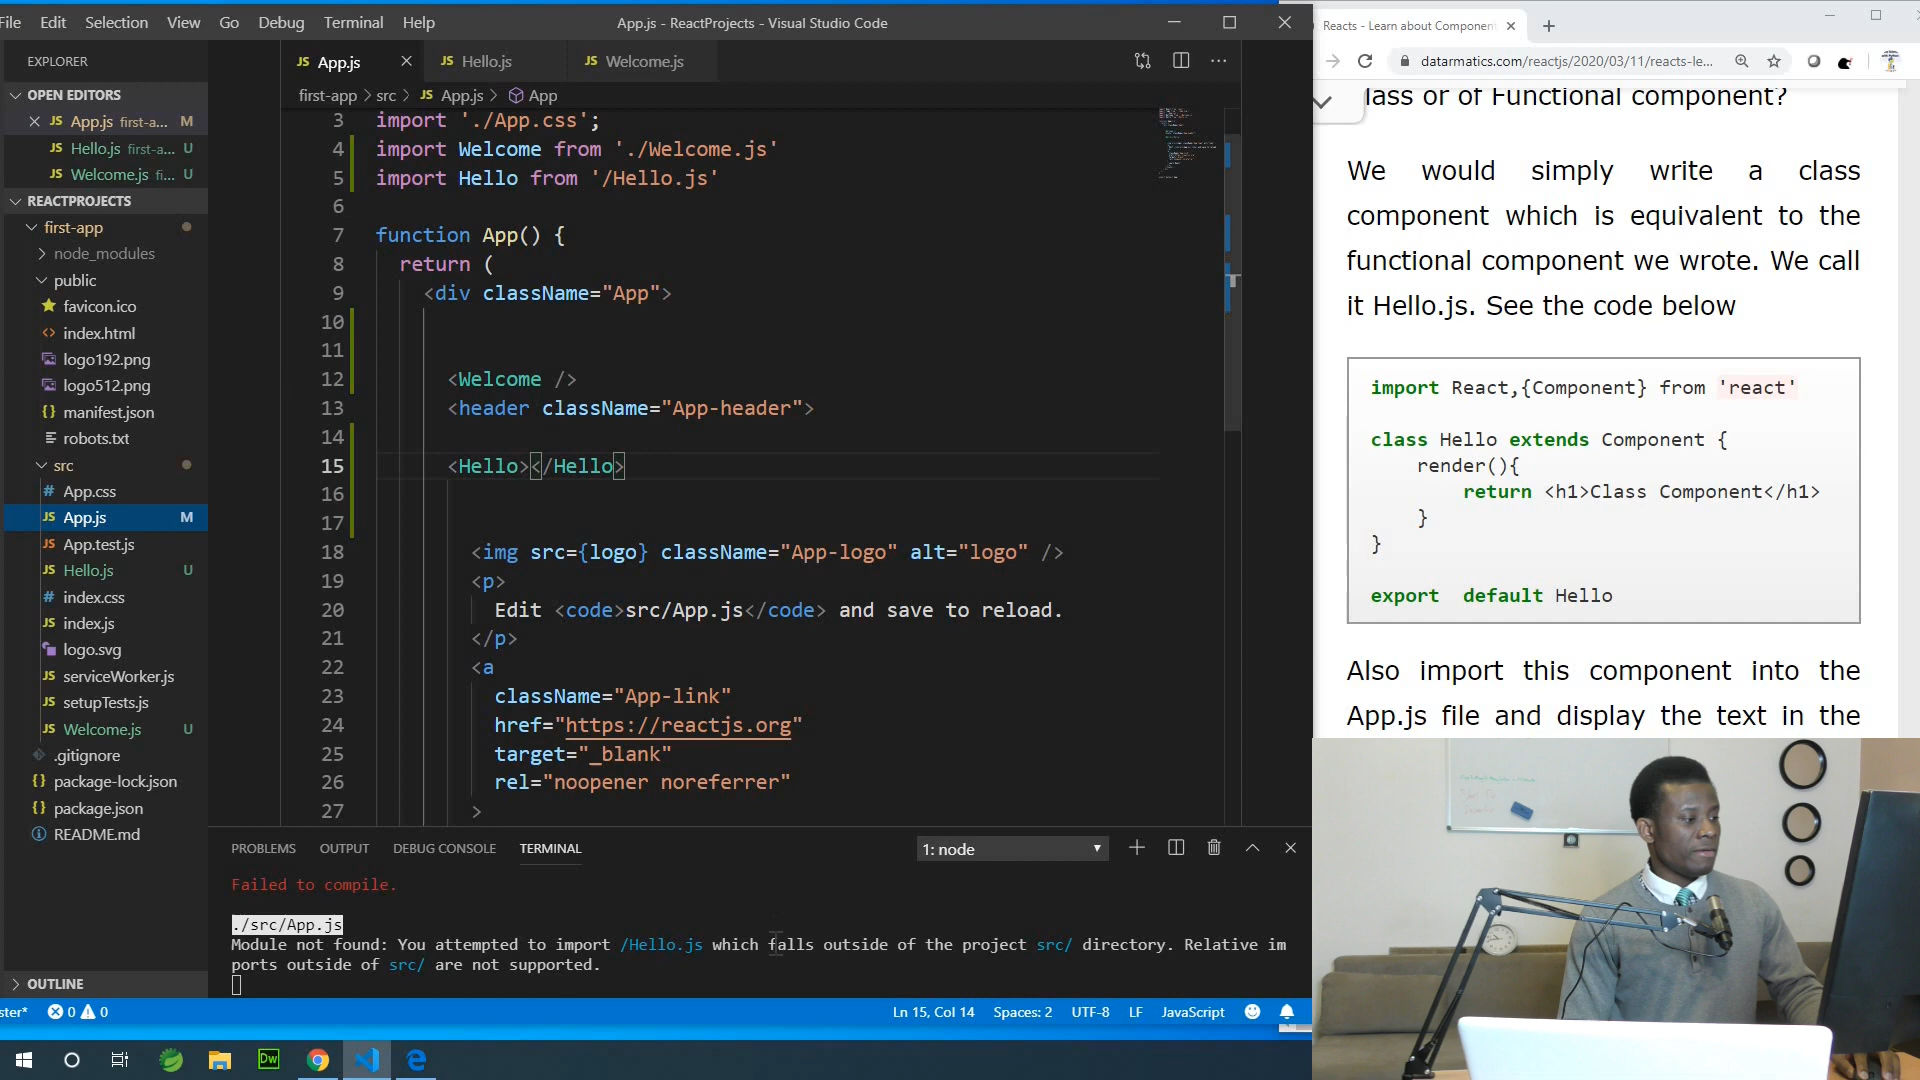 File Edit Selection View Go Debug Terminal Help
App.js - ReactProjects - Visual Studio Code
EXPLORER
OPEN EDITORS
App.js first-a... M
Hello.js first-a... U
Welcome.js fi... U
REACTPROJECTS
first-app
node_modules
public
favicon.ico
index.html
logo192.png
logo512.png
manifest.json
robots.txt
src
App.css
App.js M
App.test.js
Hello.js U
index.css
index.js
logo.svg
serviceWorker.js
setupTests.js
Welcome.js U
.gitignore
package-lock.json
package.json
README.md
OUTLINE
JS App.js
JS Hello.js
JS Welcome.js
first-app > src > JS App.js > App
3 import './App.css';
4 import Welcome from './Welcome.js'
5 import Hello from '/Hello.js'
6
7 function App() {
8 return (
9 <div className="App">
10
11
12 <Welcome />
13 <header className="App-header">
14
15 <Hello></Hello>
16
17
18 <img src={logo} className="App-logo" alt="logo" />
19 <p>
20 Edit <code>src/App.js</code> and save to reload.
21 </p>
22 <a
23 className="App-link"
24 href="https://reactjs.org"
25 target="_blank"
26 rel="noopener noreferrer"
27 >
PROBLEMS OUTPUT DEBUG CONSOLE TERMINAL
1: node
Failed to compile.
./src/App.js
Module not found: You attempted to import /Hello.js which falls outside of the project src/ directory. Relative im
ports outside of src/ are not supported.
ster* 0 0
Ln 15, Col 14 Spaces: 2 UTF-8 LF JavaScript
Dw
Reacts - Learn about Component
datarmatics.com/reactjs/2020/03/11/reacts-le...
lass or of Functional component?
We would simply write a class
component which is equivalent to the
functional component we wrote. We call
it Hello.js. See the code below
import React,{Component} from 'react'
class Hello extends Component {
render(){
return <h1>Class Component</h1>
}
}
export default Hello
Also import this component into the
App.js file and display the text in the